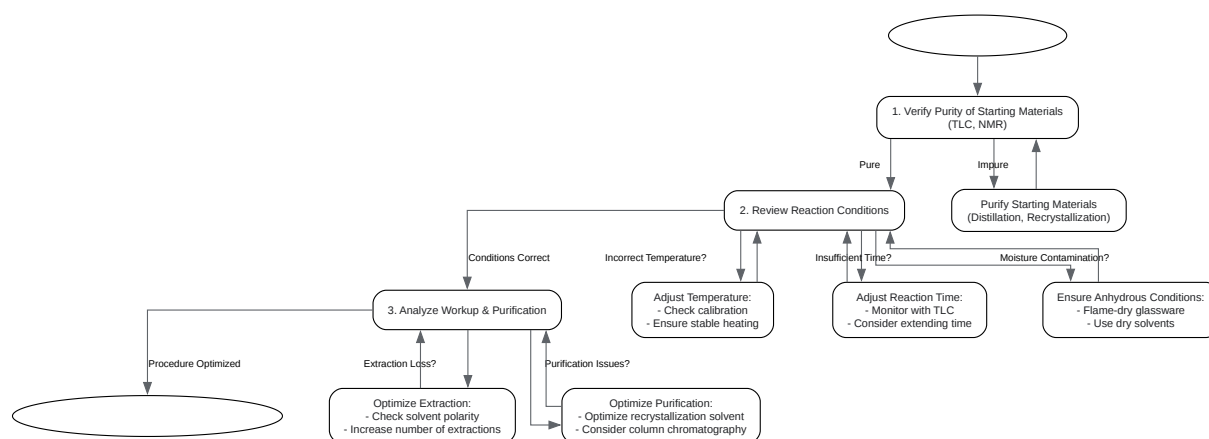 1. Verify Purity of Starting Materials
(TLC, NMR)
Pure
Impure
Purify Starting Materials
(Distillation, Recrystallization)
2. Review Reaction Conditions
Conditions Correct
Incorrect Temperature?
Insufficient Time?
Moisture Contamination?
3. Analyze Workup & Purification
Adjust Temperature:
- Check calibration
- Ensure stable heating
Adjust Reaction Time:
- Monitor with TLC
- Consider extending time
Ensure Anhydrous Conditions:
- Flame-dry glassware
- Use dry solvents
Procedure Optimized
Extraction Loss?
Purification Issues?
Optimize Extraction:
- Check solvent polarity
- Increase number of extractions
Optimize Purification:
- Optimize recrystallization solvent
- Consider column chromatography